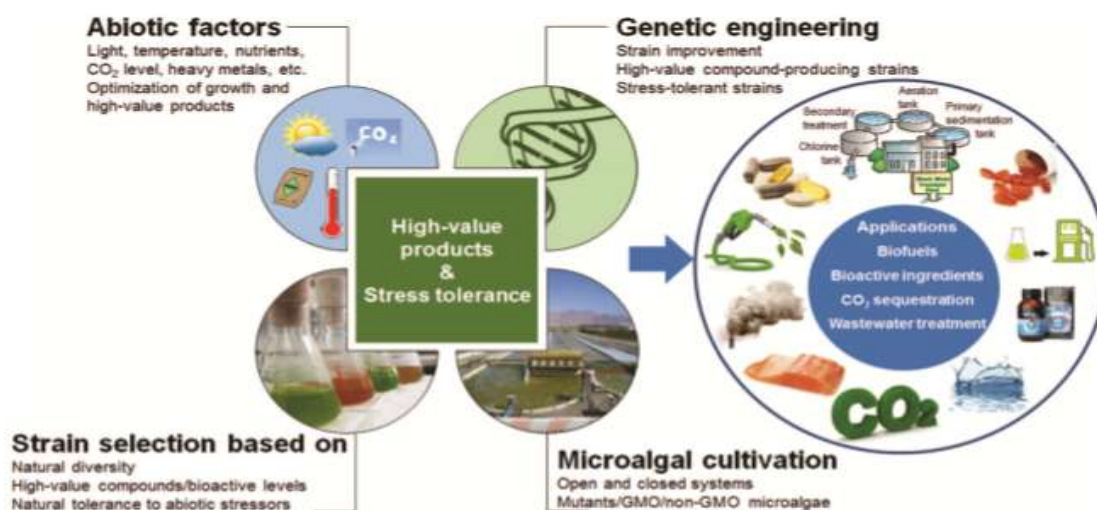 Abiotic factors
Light, temperature, nutrients,
CO₂ level, heavy metals, etc.
Optimization of growth and
high-value products
Genetic engineering
Strain improvement
High-value compound-producing strains
Stress-tolerant strains
Aeration
tank
Secondary
treatment
Primary
sedimentation
tank
Chlorine
tank
High-value
products
&
Stress tolerance
Applications
Biofuels
Bioactive ingredients
CO₂ sequestration
Wastewater treatment
CO₂
Strain selection based on
Natural diversity
High-value compounds/bioactive levels
Natural tolerance to abiotic stressors
Microalgal cultivation
Open and closed systems
Mutants/GMO/non-GMO microalgae